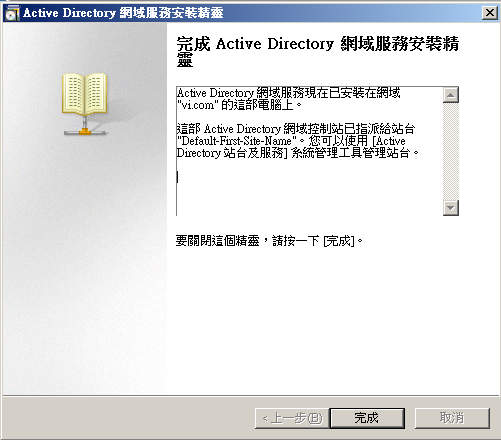 Active Directory 網域服務安裝精靈
完成 Active Directory 網域服務安裝精
靈
Active Directory 網域服務現在已安裝在網域
"vi.com" 的這部電腦上。
這部 Active Directory 網域控制站已指派給站台
"Default-First-Site-Name"。您可以使用 [Active
Directory 站台及服務] 系統管理工具管理站台。
要關閉這個精靈，請按一下 [完成]。
< 上一步(B)
完成
取消